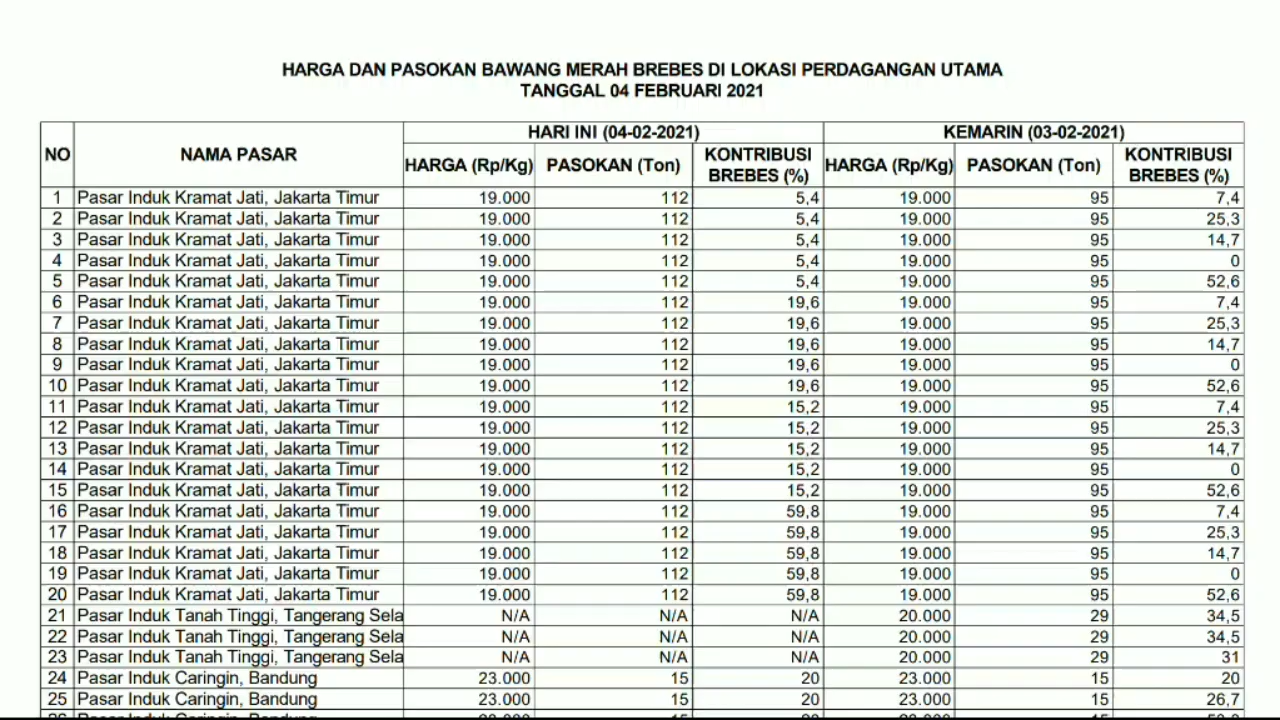 HARGA DAN PASOKAN BAWANG MERAH BREBES DI LOKASI PERDAGANGAN UTAMA
TANGGAL 04 FEBRUARI 2021
NO NAMA PASAR HARI INI (04-02-2021) KEMARIN (03-02-2021)
HARGA (Rp/Kg) PASOKAN (Ton) KONTRIBUSI BREBES (%) HARGA (Rp/Kg) PASOKAN (Ton) KONTRIBUSI BREBES (%)
1 Pasar Induk Kramat Jati, Jakarta Timur 19.000 112 5,4 19.000 95 7,4
2 Pasar Induk Kramat Jati, Jakarta Timur 19.000 112 5,4 19.000 95 25,3
3 Pasar Induk Kramat Jati, Jakarta Timur 19.000 112 5,4 19.000 95 14,7
4 Pasar Induk Kramat Jati, Jakarta Timur 19.000 112 5,4 19.000 95 0
5 Pasar Induk Kramat Jati, Jakarta Timur 19.000 112 5,4 19.000 95 52,6
6 Pasar Induk Kramat Jati, Jakarta Timur 19.000 112 19,6 19.000 95 7,4
7 Pasar Induk Kramat Jati, Jakarta Timur 19.000 112 19,6 19.000 95 25,3
8 Pasar Induk Kramat Jati, Jakarta Timur 19.000 112 19,6 19.000 95 14,7
9 Pasar Induk Kramat Jati, Jakarta Timur 19.000 112 19,6 19.000 95 0
10 Pasar Induk Kramat Jati, Jakarta Timur 19.000 112 19,6 19.000 95 52,6
11 Pasar Induk Kramat Jati, Jakarta Timur 19.000 112 15,2 19.000 95 7,4
12 Pasar Induk Kramat Jati, Jakarta Timur 19.000 112 15,2 19.000 95 25,3
13 Pasar Induk Kramat Jati, Jakarta Timur 19.000 112 15,2 19.000 95 14,7
14 Pasar Induk Kramat Jati, Jakarta Timur 19.000 112 15,2 19.000 95 0
15 Pasar Induk Kramat Jati, Jakarta Timur 19.000 112 15,2 19.000 95 52,6
16 Pasar Induk Kramat Jati, Jakarta Timur 19.000 112 59,8 19.000 95 7,4
17 Pasar Induk Kramat Jati, Jakarta Timur 19.000 112 59,8 19.000 95 25,3
18 Pasar Induk Kramat Jati, Jakarta Timur 19.000 112 59,8 19.000 95 14,7
19 Pasar Induk Kramat Jati, Jakarta Timur 19.000 112 59,8 19.000 95 0
20 Pasar Induk Kramat Jati, Jakarta Timur 19.000 112 59,8 19.000 95 52,6
21 Pasar Induk Tanah Tinggi, Tangerang Sela N/A N/A N/A 20.000 29 34,5
22 Pasar Induk Tanah Tinggi, Tangerang Sela N/A N/A N/A 20.000 29 34,5
23 Pasar Induk Tanah Tinggi, Tangerang Sela N/A N/A N/A 20.000 29 31
24 Pasar Induk Caringin, Bandung 23.000 15 20 23.000 15 20
25 Pasar Induk Caringin, Bandung 23.000 15 20 23.000 15 26,7